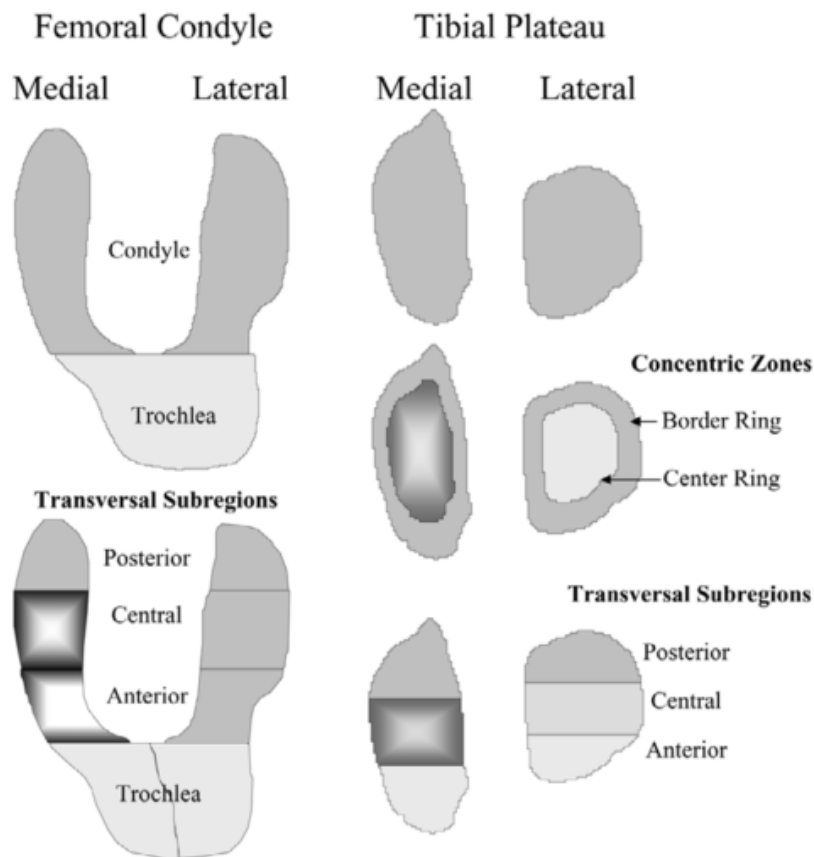 Femoral Condyle
Tibial Plateau
Medial
Lateral
Medial
Lateral
Condyle
Trochlea
Concentric Zones
Border Ring
Center Ring
Transversal Subregions
Posterior
Central
Anterior
Trochlea
Transversal Subregions
Posterior
Central
Anterior